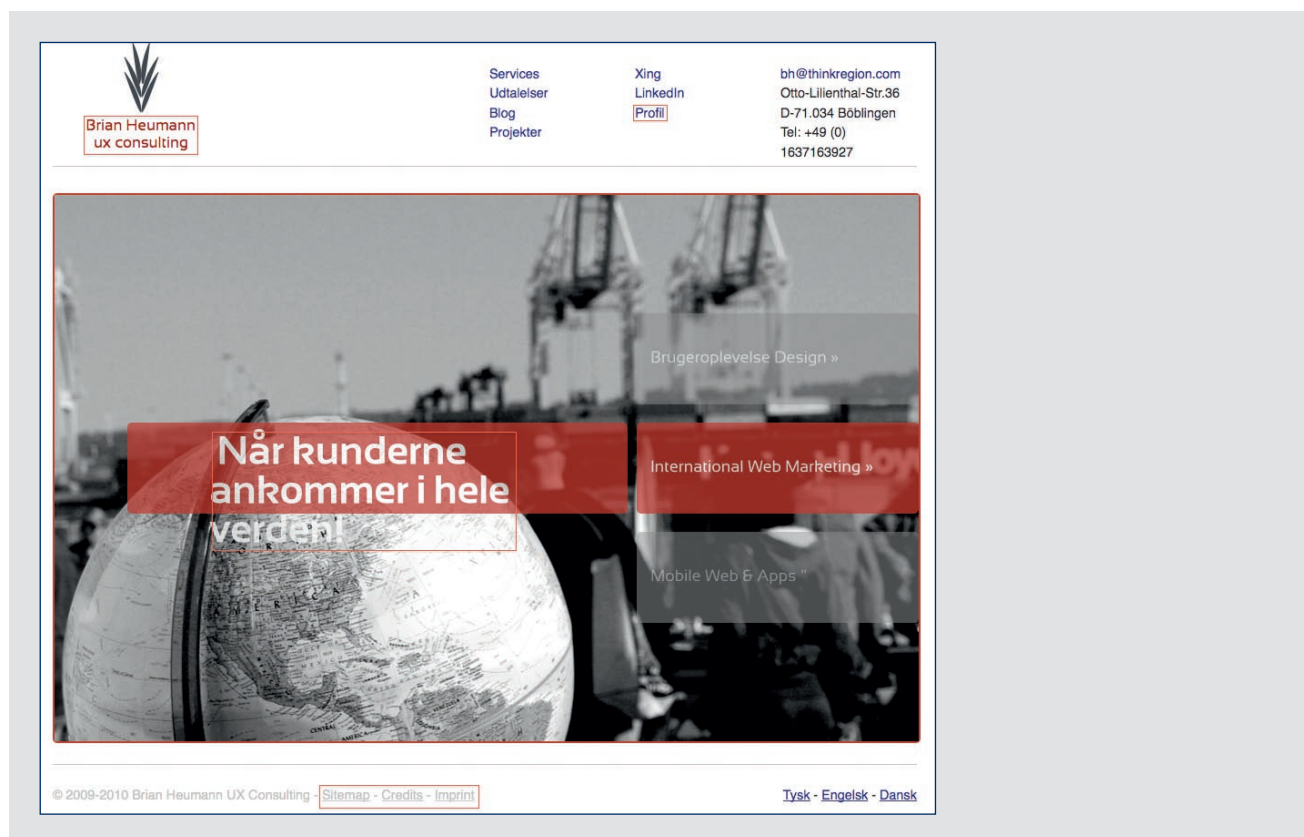 Brian Heumann
ux consulting
Services
Udtalelser
Blog
Projekter
Xing
LinkedIn
Profil
bh@thinkregion.com
Otto-Lilienthal-Str.36
D-71.034 Böblingen
Tel: +49 (0)
1637163927
Brugeroplevelse Design »
Når kunderne
ankommer i hele
verden!
International Web Marketing »
Mobile Web & Apps "
CENTRAL
AMERICA
© 2009-2010 Brian Heumann UX Consulting - Sitemap - Credits - Imprint
Tysk - Engelsk - Dansk